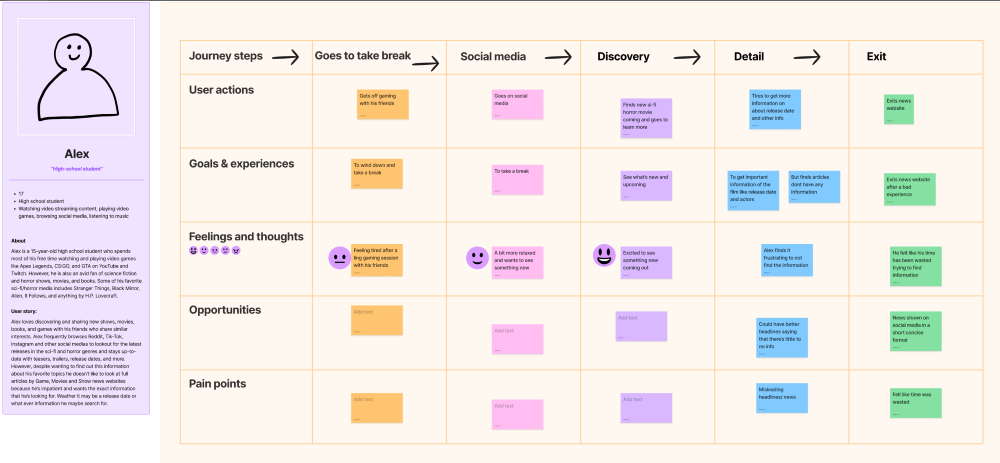 Alex
"High-school student"
17
High school student
Watching video streaming content, playing video
games, browsing social media, listening to music
About
Alex is a 15-year-old high school student who spends
most of his free time watching and playing video games
like Apex Legends, CS:GO, and GTA on YouTube and
Twitch. However, he is also an avid fan of science fiction
and horror shows, movies, and books. Some of his favorite
sci-fi/horror media includes Stranger Things, Black Mirror,
Alien, It Follows, and anything by H.P. Lovecraft.
User story:
Alex loves discovering and sharing new shows, movies,
books, and games with his friends who share similar
interests. Alex frequently browses Reddit, Tik-Tok,
Instagram and other social medias to lookout for the latest
releases in the sci-fi and horror genres and stays up-to-
date with teasers, trailers, release dates, and more.
However, despite wanting to find out this information
about his favorite topics he doesn't like to look at full
articles by Game, Movies and Show news websites
because he's impatient and wants the exact information
that he's looking for. Weather it may be a release date or
what ever information he maybe search for.
Journey steps
Goes to take break
Social media
Discovery
Detail
Exit
User actions
Gets off gaming
with his friends
Goes on social
media
Finds new si-fi
horror movie
coming and goes to
learn more
Tires to get more
information on
about release date
and other info
Exits news
website
Goals & experiences
To wind down and
take a break
To take a break
See what's new and
upcoming
To get important
information of the
film like release date
and actors
But finds articles
dont have any
information
Exits news website
after a bad
experience
Feelings and thoughts
Feeling tired after a
ling gaming session
with his friends
A bit more relaxed
and wants to see
something now
Excited to see
something new
coming out
Alex finds it
frustrating to not
find the information
He felt like his time
has been wasted
trying to find
information
Opportunities
Add text
Add text
Add text
Could have better
headlines saying
that there's little to
no info
News shown on
social media in a
short concise
format
Pain points
Add text
Add text
Add text
Misleading
headlines/ news
Felt like time was
wasted